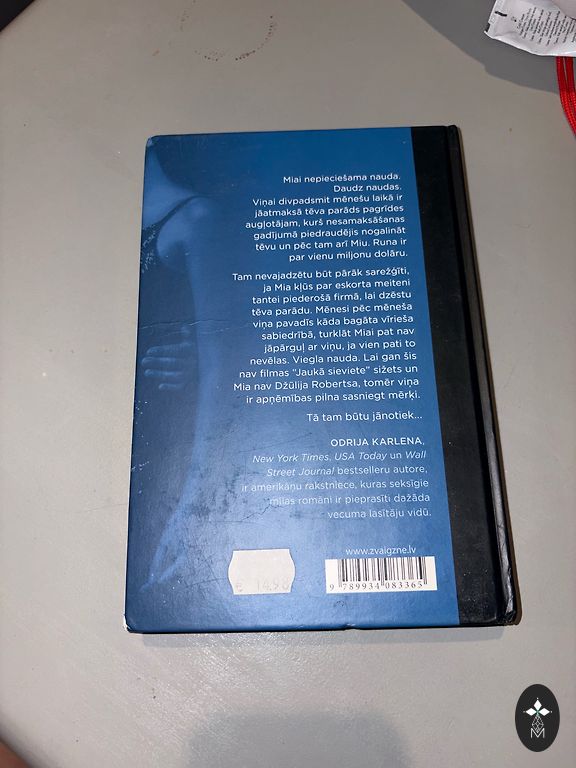 Miai nepieciešama nauda.
Daudz naudas.
Viņai divpadsmit mēnešu laikā ir
jāatmaksā tēva parāds pagrīdes
augļotājam, kurš nesamaksāšanas
gadījumā piedraudējis nogalināt
tēvu un pēc tam arī Miu. Runa ir
par vienu miljonu dolāru.
Tam nevajadzētu būt pārāk sarežģīti,
ja Mia kļūs par eskorta meiteni
tantei piederošā firmā, lai dzēstu
tēva parādu. Mēnesi pēc mēneša
viņa pavadīs kāda bagāta vīrieša
sabiedrībā, turklāt Miai pat nav
jāpārguļ ar viņu, ja vien pati to
nevēlas. Viegla nauda. Lai gan šis
nav filmas "Jaukā sieviete" sižets un
Mia nav Džūlija Robertsa, tomēr viņa
ir apņēmības pilna sasniegt mērķi.
Tā tam būtu jānotiek...
ODRIJA KARLENA,
New York Times, USA Today un Wall
Street Journal bestselleru autore,
ir amerikāņu rakstniece, kuras seksīgie
mīlas romāni ir pieprasīti dažāda
vecuma lasītāju vidū.
www.zvaigzne.lv
€ 14,98
9 789934 083365
M